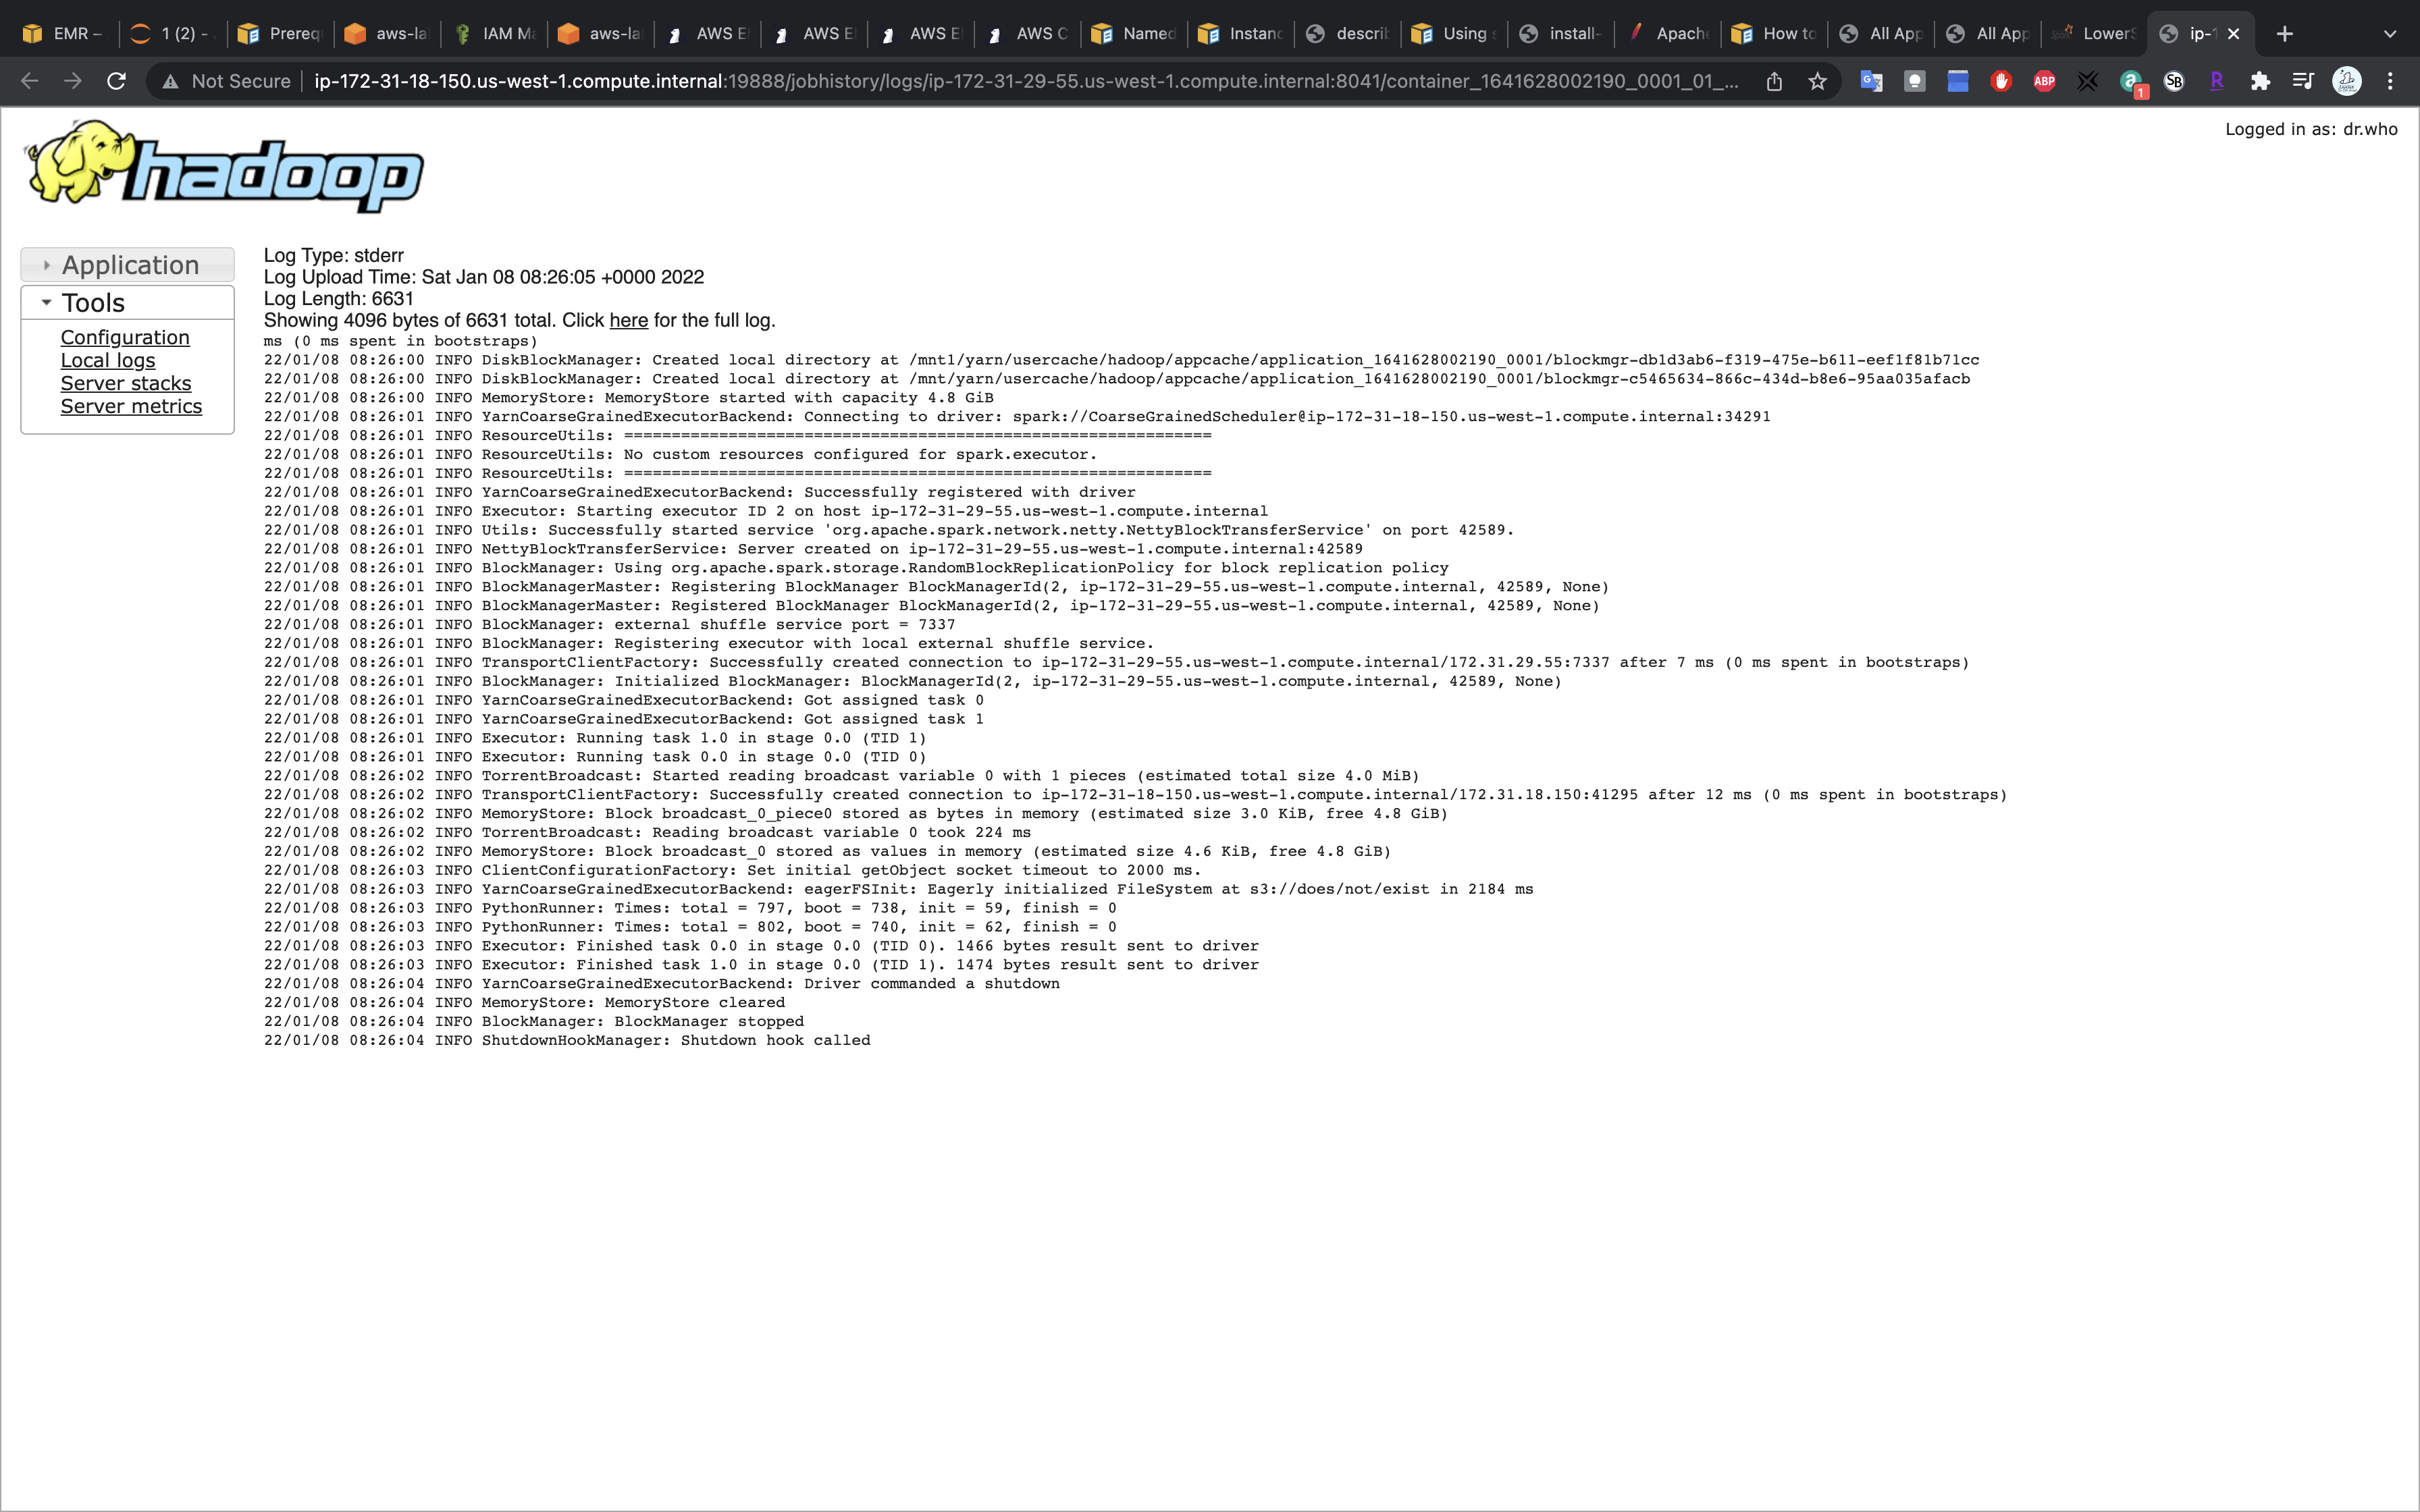 EMR –
1 (2) -
Prereq
aws-la
IAM Ma
aws-la
AWS E
AWS E
AWS E
AWS C
Named
Instanc
describ
Using s
install-
Apache
How to
All App
All App
LowerS
ip-1
Not Secure
ip-172-31-18-150.us-west-1.compute.internal:19888/jobhistory/logs/ip-172-31-29-55.us-west-1.compute.internal:8041/container_1641628002190_0001_01_...
ABP
1
SB
R
hadoop
Logged in as: dr.who
Application
Tools
Configuration
Local logs
Server stacks
Server metrics
Log Type: stderr
Log Upload Time: Sat Jan 08 08:26:05 +0000 2022
Log Length: 6631
Showing 4096 bytes of 6631 total. Click here for the full log.
ms (0 ms spent in bootstraps)
22/01/08 08:26:00 INFO DiskBlockManager: Created local directory at /mnt1/yarn/usercache/hadoop/appcache/application_1641628002190_0001/blockmgr-db1d3ab6-f319-475e-b611-eef1f81b71cc
22/01/08 08:26:00 INFO DiskBlockManager: Created local directory at /mnt/yarn/usercache/hadoop/appcache/application_1641628002190_0001/blockmgr-c5465634-866c-434d-b8e6-95aa035afacb
22/01/08 08:26:00 INFO MemoryStore: MemoryStore started with capacity 4.8 GiB
22/01/08 08:26:01 INFO YarnCoarseGrainedExecutorBackend: Connecting to driver: spark://CoarseGrainedScheduler@ip-172-31-18-150.us-west-1.compute.internal:34291
22/01/08 08:26:01 INFO ResourceUtils: ==============================================================
22/01/08 08:26:01 INFO ResourceUtils: No custom resources configured for spark.executor.
22/01/08 08:26:01 INFO ResourceUtils: ==============================================================
22/01/08 08:26:01 INFO YarnCoarseGrainedExecutorBackend: Successfully registered with driver
22/01/08 08:26:01 INFO Executor: Starting executor ID 2 on host ip-172-31-29-55.us-west-1.compute.internal
22/01/08 08:26:01 INFO Utils: Successfully started service 'org.apache.spark.network.netty.NettyBlockTransferService' on port 42589.
22/01/08 08:26:01 INFO NettyBlockTransferService: Server created on ip-172-31-29-55.us-west-1.compute.internal:42589
22/01/08 08:26:01 INFO BlockManager: Using org.apache.spark.storage.RandomBlockReplicationPolicy for block replication policy
22/01/08 08:26:01 INFO BlockManagerMaster: Registering BlockManager BlockManagerId(2, ip-172-31-29-55.us-west-1.compute.internal, 42589, None)
22/01/08 08:26:01 INFO BlockManagerMaster: Registered BlockManager BlockManagerId(2, ip-172-31-29-55.us-west-1.compute.internal, 42589, None)
22/01/08 08:26:01 INFO BlockManager: external shuffle service port = 7337
22/01/08 08:26:01 INFO BlockManager: Registering executor with local external shuffle service.
22/01/08 08:26:01 INFO TransportClientFactory: Successfully created connection to ip-172-31-29-55.us-west-1.compute.internal/172.31.29.55:7337 after 7 ms (0 ms spent in bootstraps)
22/01/08 08:26:01 INFO BlockManager: Initialized BlockManager: BlockManagerId(2, ip-172-31-29-55.us-west-1.compute.internal, 42589, None)
22/01/08 08:26:01 INFO YarnCoarseGrainedExecutorBackend: Got assigned task 0
22/01/08 08:26:01 INFO YarnCoarseGrainedExecutorBackend: Got assigned task 1
22/01/08 08:26:01 INFO Executor: Running task 1.0 in stage 0.0 (TID 1)
22/01/08 08:26:01 INFO Executor: Running task 0.0 in stage 0.0 (TID 0)
22/01/08 08:26:02 INFO TorrentBroadcast: Started reading broadcast variable 0 with 1 pieces (estimated total size 4.0 MiB)
22/01/08 08:26:02 INFO TransportClientFactory: Successfully created connection to ip-172-31-18-150.us-west-1.compute.internal/172.31.18.150:41295 after 12 ms (0 ms spent in bootstraps)
22/01/08 08:26:02 INFO MemoryStore: Block broadcast_0_piece0 stored as bytes in memory (estimated size 3.0 KiB, free 4.8 GiB)
22/01/08 08:26:02 INFO TorrentBroadcast: Reading broadcast variable 0 took 224 ms
22/01/08 08:26:02 INFO MemoryStore: Block broadcast_0 stored as values in memory (estimated size 4.6 KiB, free 4.8 GiB)
22/01/08 08:26:03 INFO ClientConfigurationFactory: Set initial getObject socket timeout to 2000 ms.
22/01/08 08:26:03 INFO YarnCoarseGrainedExecutorBackend: eagerFSInit: Eagerly initialized FileSystem at s3://does/not/exist in 2184 ms
22/01/08 08:26:03 INFO PythonRunner: Times: total = 797, boot = 738, init = 59, finish = 0
22/01/08 08:26:03 INFO PythonRunner: Times: total = 802, boot = 740, init = 62, finish = 0
22/01/08 08:26:03 INFO Executor: Finished task 0.0 in stage 0.0 (TID 0). 1466 bytes result sent to driver
22/01/08 08:26:03 INFO Executor: Finished task 1.0 in stage 0.0 (TID 1). 1474 bytes result sent to driver
22/01/08 08:26:04 INFO YarnCoarseGrainedExecutorBackend: Driver commanded a shutdown
22/01/08 08:26:04 INFO MemoryStore: MemoryStore cleared
22/01/08 08:26:04 INFO BlockManager: BlockManager stopped
22/01/08 08:26:04 INFO ShutdownHookManager: Shutdown hook called